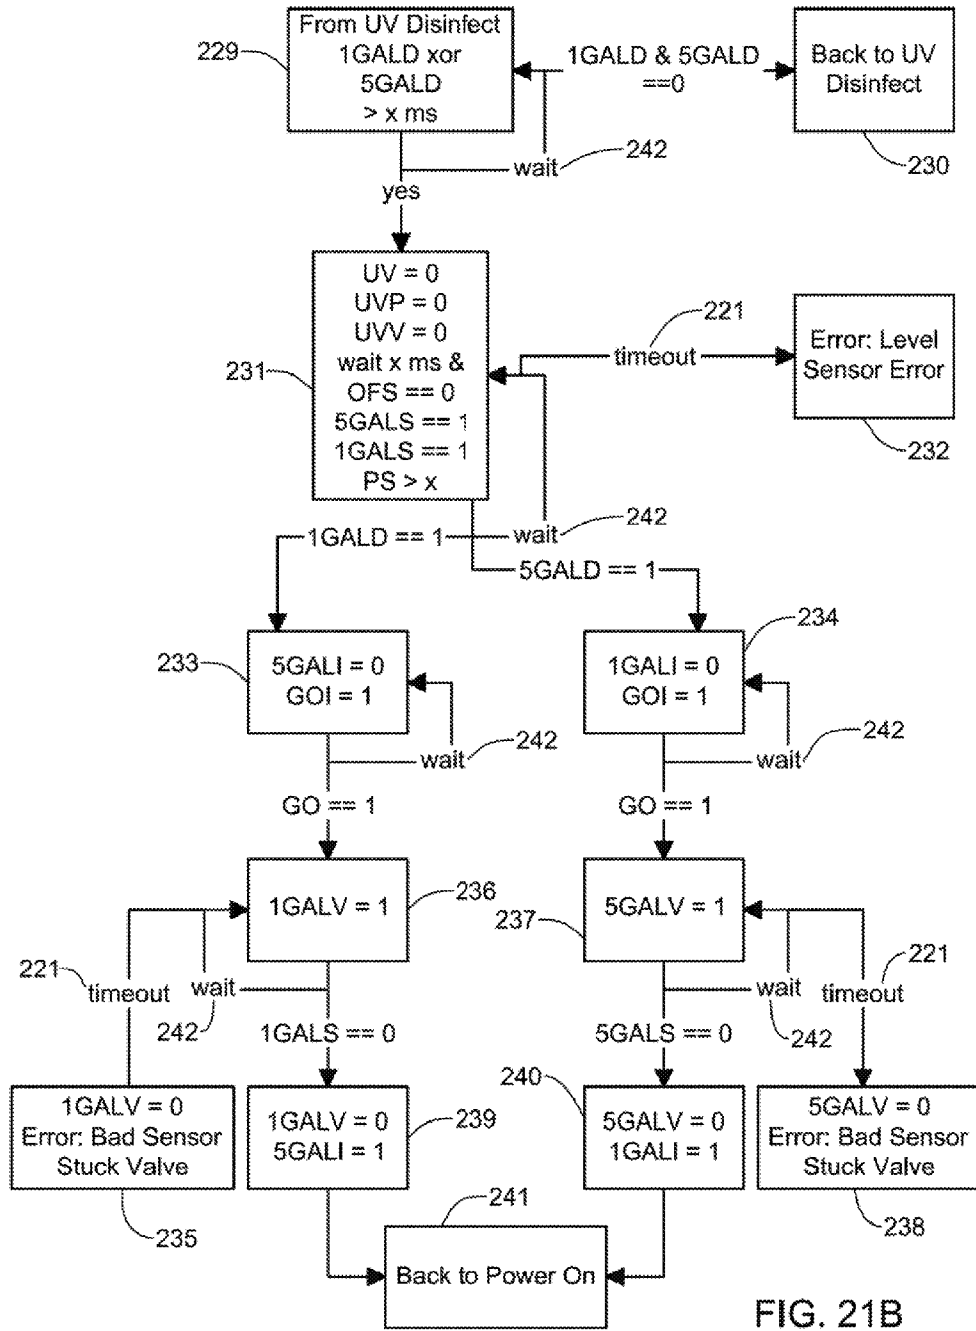 From UV Disinfect
1GALD xor
5GALD
> x ms
229
1GALD & 5GALD
==0
Back to UV
Disinfect
230
wait
242
yes
UV = 0
UVP = 0
UVV = 0
wait x ms &
OFS == 0
5GALS == 1
1GALS == 1
PS > x
231
221
timeout
Error: Level
Sensor Error
232
wait
242
1GALD == 1
5GALD == 1
233
5GALI = 0
GOI = 1
wait
242
234
1GALI = 0
GOI = 1
wait
242
GO == 1
GO == 1
1GALV = 1
236
5GALV = 1
237
221
timeout
wait
242
1GALS == 0
5GALS == 0
wait
242
221
timeout
1GALV = 0
Error: Bad Sensor
Stuck Valve
235
1GALV = 0
5GALI = 1
239
240
5GALV = 0
1GALI = 1
5GALV = 0
Error: Bad Sensor
Stuck Valve
238
241
Back to Power On
FIG. 21B